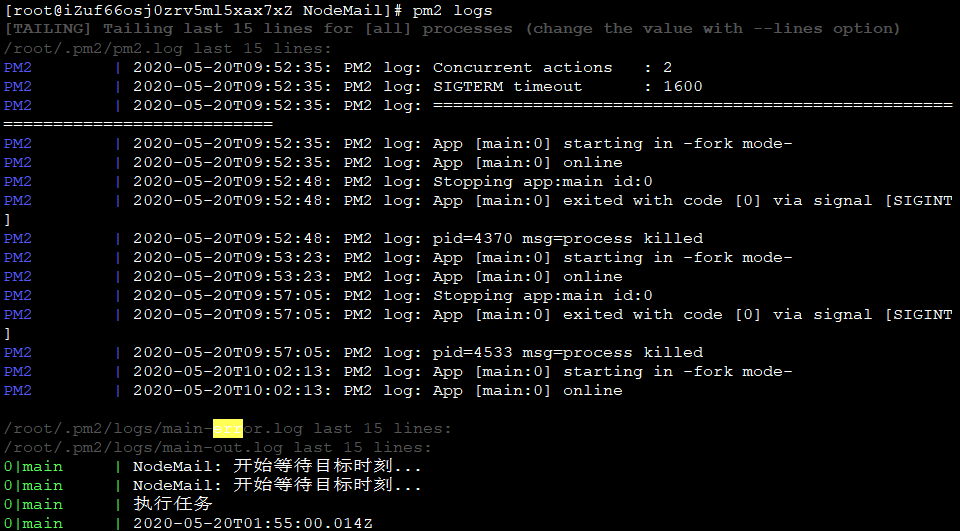 [root@iZuf66osj0zrv5ml5xax7xZ NodeMail]# pm2 logs
[TAILING] Tailing last 15 lines for [all] processes (change the value with --lines option)
/root/.pm2/pm2.log last 15 lines:
PM2        | 2020-05-20T09:52:35: PM2 log: Concurrent actions   : 2
PM2        | 2020-05-20T09:52:35: PM2 log: SIGTERM timeout      : 1600
PM2        | 2020-05-20T09:52:35: PM2 log: ====================================================
===========================
PM2        | 2020-05-20T09:52:35: PM2 log: App [main:0] starting in -fork mode-
PM2        | 2020-05-20T09:52:35: PM2 log: App [main:0] online
PM2        | 2020-05-20T09:52:48: PM2 log: Stopping app:main id:0
PM2        | 2020-05-20T09:52:48: PM2 log: App [main:0] exited with code [0] via signal [SIGINT
]
PM2        | 2020-05-20T09:52:48: PM2 log: pid=4370 msg=process killed
PM2        | 2020-05-20T09:53:23: PM2 log: App [main:0] starting in -fork mode-
PM2        | 2020-05-20T09:53:23: PM2 log: App [main:0] online
PM2        | 2020-05-20T09:57:05: PM2 log: Stopping app:main id:0
PM2        | 2020-05-20T09:57:05: PM2 log: App [main:0] exited with code [0] via signal [SIGINT
]
PM2        | 2020-05-20T09:57:05: PM2 log: pid=4533 msg=process killed
PM2        | 2020-05-20T10:02:13: PM2 log: App [main:0] starting in -fork mode-
PM2        | 2020-05-20T10:02:13: PM2 log: App [main:0] online
/root/.pm2/logs/main-error.log last 15 lines:
/root/.pm2/logs/main-out.log last 15 lines:
0|main     | NodeMail: 开始等待目标时刻...
0|main     | NodeMail: 开始等待目标时刻...
0|main     | 执行任务
0|main     | 2020-05-20T01:55:00.014Z